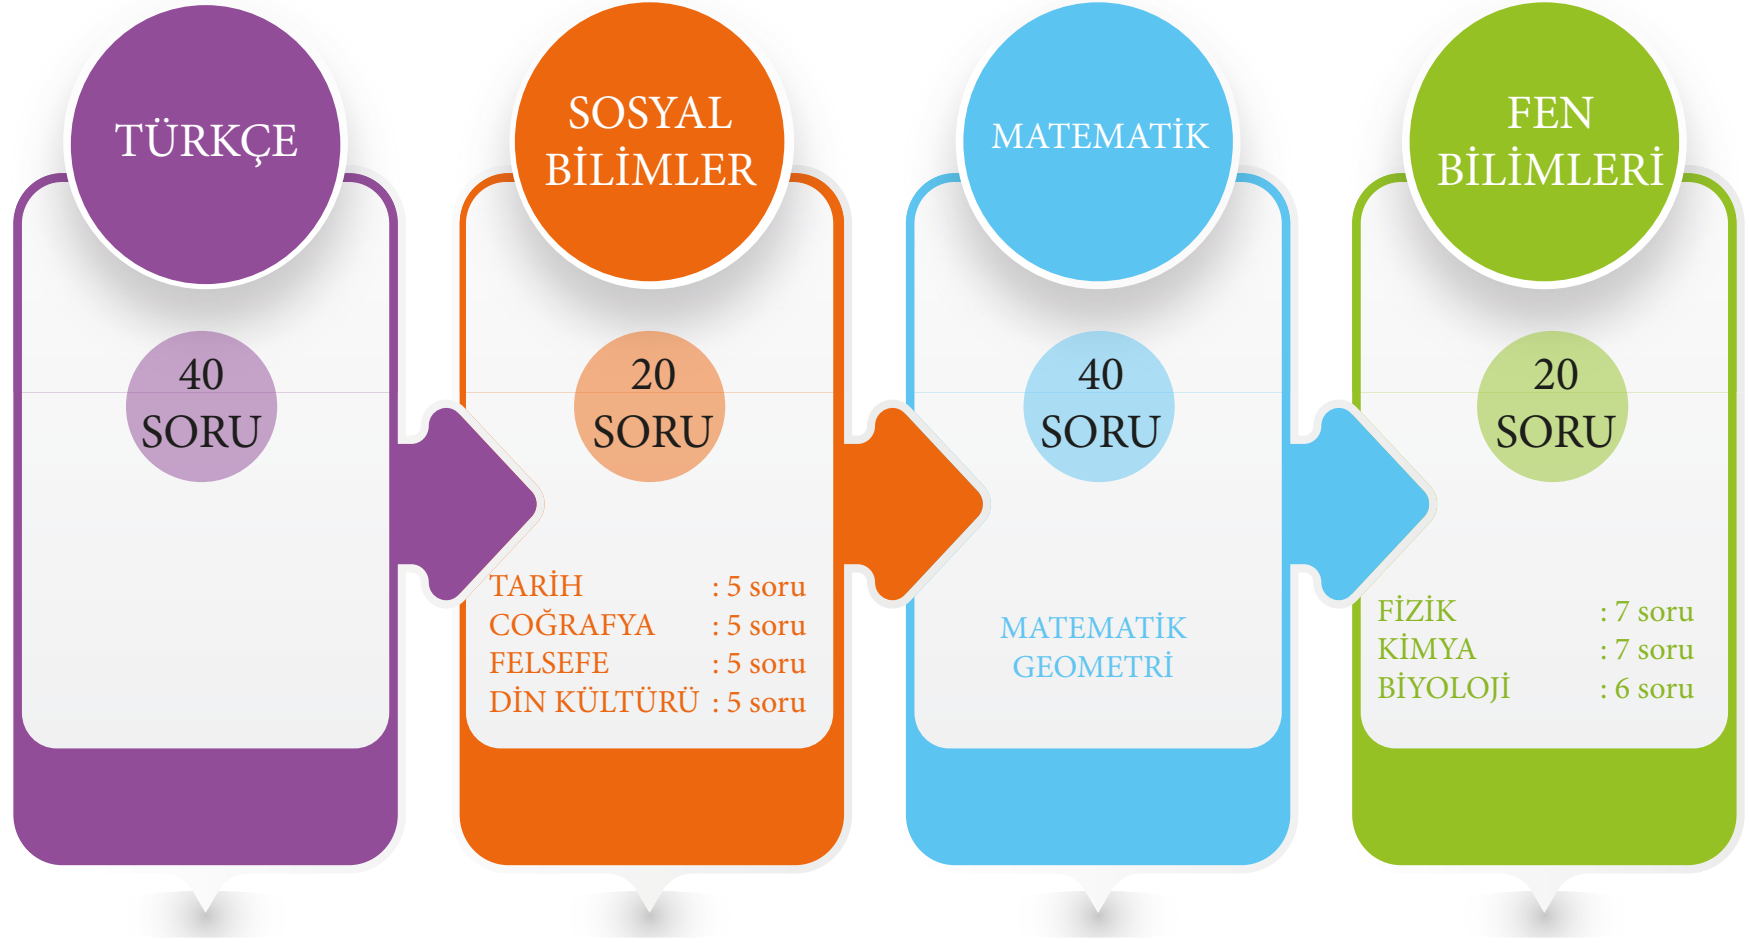 TÜRKÇE
40
SORU
SOSYAL
BİLİMLER
20
SORU
TARİH : 5 soru
COĞRAFYA : 5 soru
FELSEFE : 5 soru
DİN KÜLTÜRÜ : 5 soru
MATEMATİK
40
SORU
MATEMATİK
GEOMETRİ
FEN
BİLİMLERİ
20
SORU
FİZİK : 7 soru
KİMYA : 7 soru
BİYOLOJİ : 6 soru